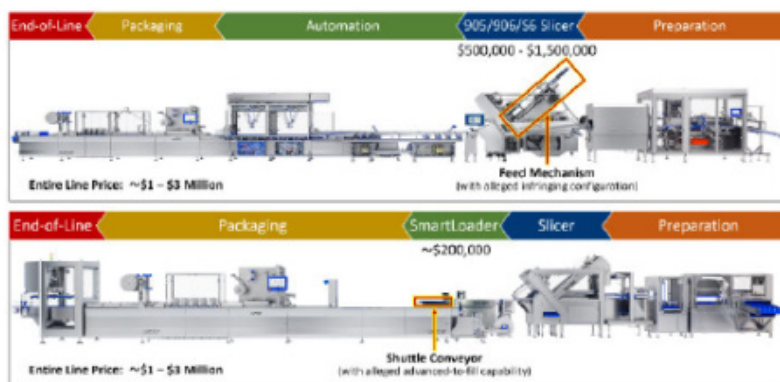 End-of-Line Packaging Automation 905/906/S6 Slicer Preparation
$500,000 - $1,500,000
Feed Mechanism
(with alleged infringing configuration)
Entire Line Price: ~$1 – $3 Million
End-of-Line Packaging SmartLoader Slicer Preparation
~$200,000
Shuttle Conveyor
(with alleged advanced-to-fill capability)
Entire Line Price: ~$1 – $3 Million